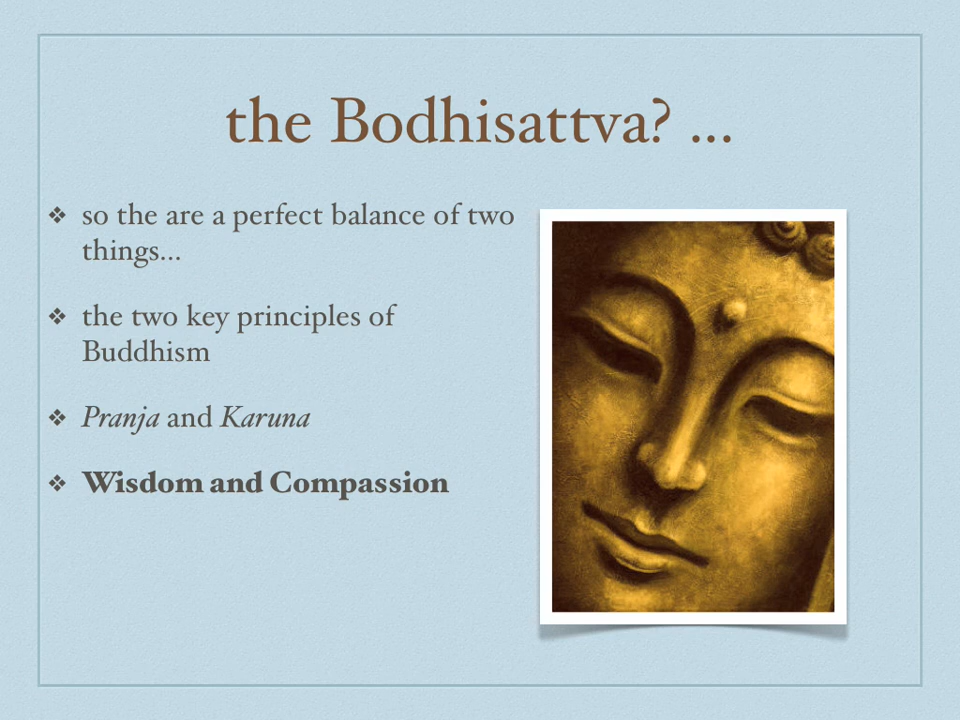 the Bodhisattva? ...
❖ so the are a perfect balance of two
things...
❖ the two key principles of
Buddhism
❖ Pranja and Karuna
❖ Wisdom and Compassion